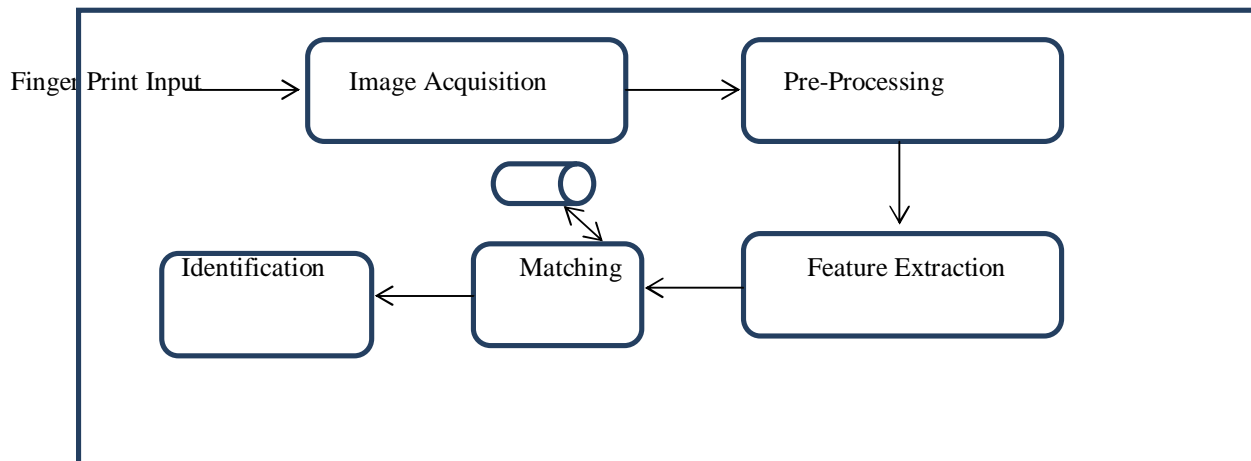 Finger Print Input
Image Acquisition
Pre-Processing
Feature Extraction
Matching
Identification